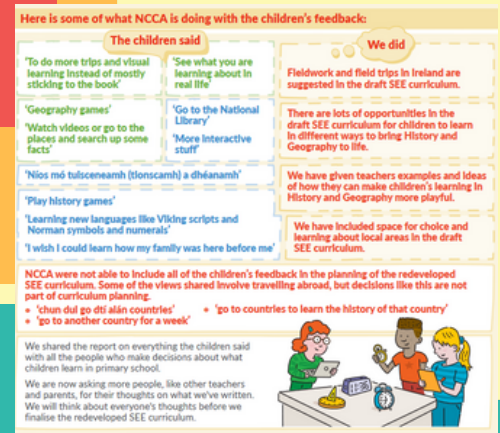 Here is some of what NCCA is doing with the children's feedback:
The children said
'To do more trips and visual
learning instead of mostly
sticking to the book'
'See what you are
learning about in
real life'
'Geography games'
'Watch videos or go to the
places and search up some
facts'
'Go to the National
Library'
'More interactive
stuff'
'Níos mó tuisceneamh (tionscamh) a dhéanamh'
'Play history games'
'Learning new languages like Viking scripts and
Norman symbols and numerals'
'I wish I could learn how my family was here before me'
We did
Fieldwork and field trips in Ireland are
suggested in the draft SEE curriculum.
There are lots of opportunities in the
draft SEE curriculum for children to learn
in different ways to bring History and
Geography to life.
We have given teachers examples and ideas
of how they can make children's learning in
History and Geography more playful.
We have included space for choice and
learning about local areas in the draft
SEE curriculum.
NCCA were not able to include all of the children's feedback in the planning of the redeveloped
SEE curriculum. Some of the views shared involve travelling abroad, but decisions like this are not
part of curriculum planning.
• 'chun dul go dtí alán countries'
• 'go to countries to learn the history of that country'
• 'go to another country for a week'
We shared the report on everything the children said
with all the people who make decisions about what
children learn in primary school.
We are now asking more people, like other teachers
and parents, for their thoughts on what we've written.
We will think about everyone's thoughts before we
finalise the redeveloped SEE curriculum.